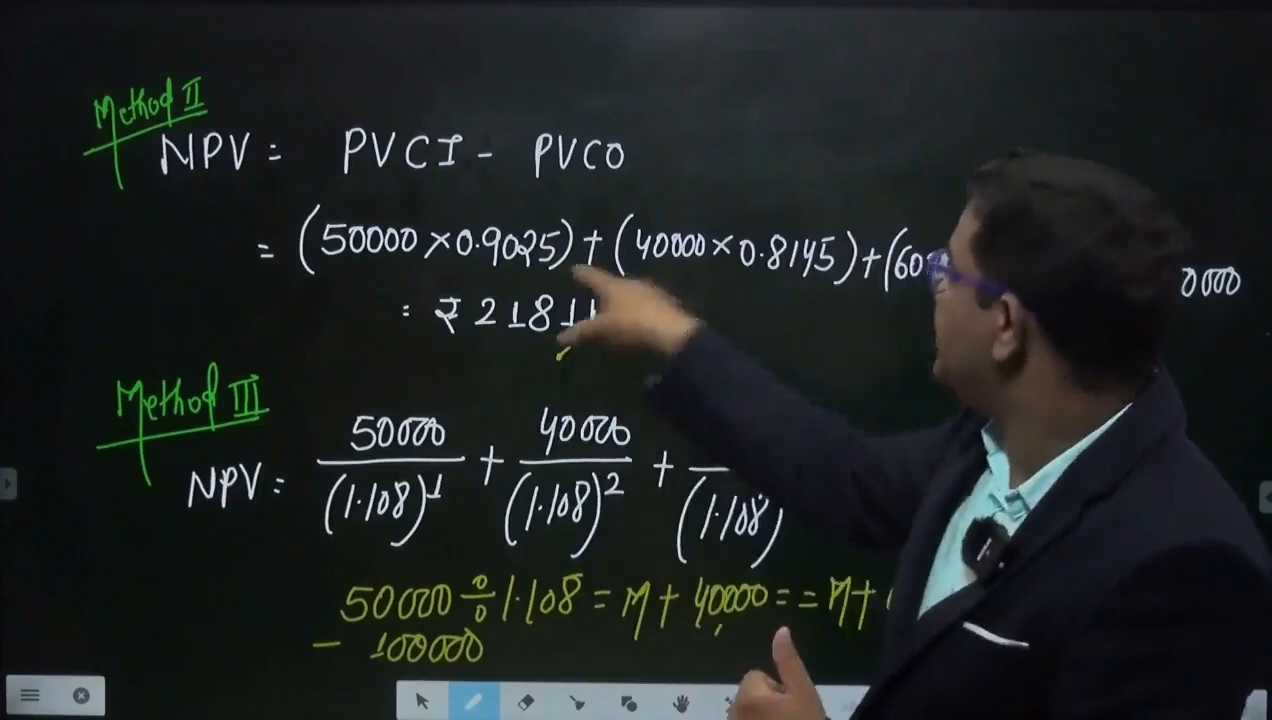 Method II
NPV = PVCI - PVCO
= (50000 × 0.9025) + (40000 × 0.8145) + (60 0000
= ₹ 21811
Method III
50000 40000
NPV = + +
(1.108)^1 (1.108)^2 (1.108)
50000 ÷ 1.108 = M + 40000 = = M +
- 100000